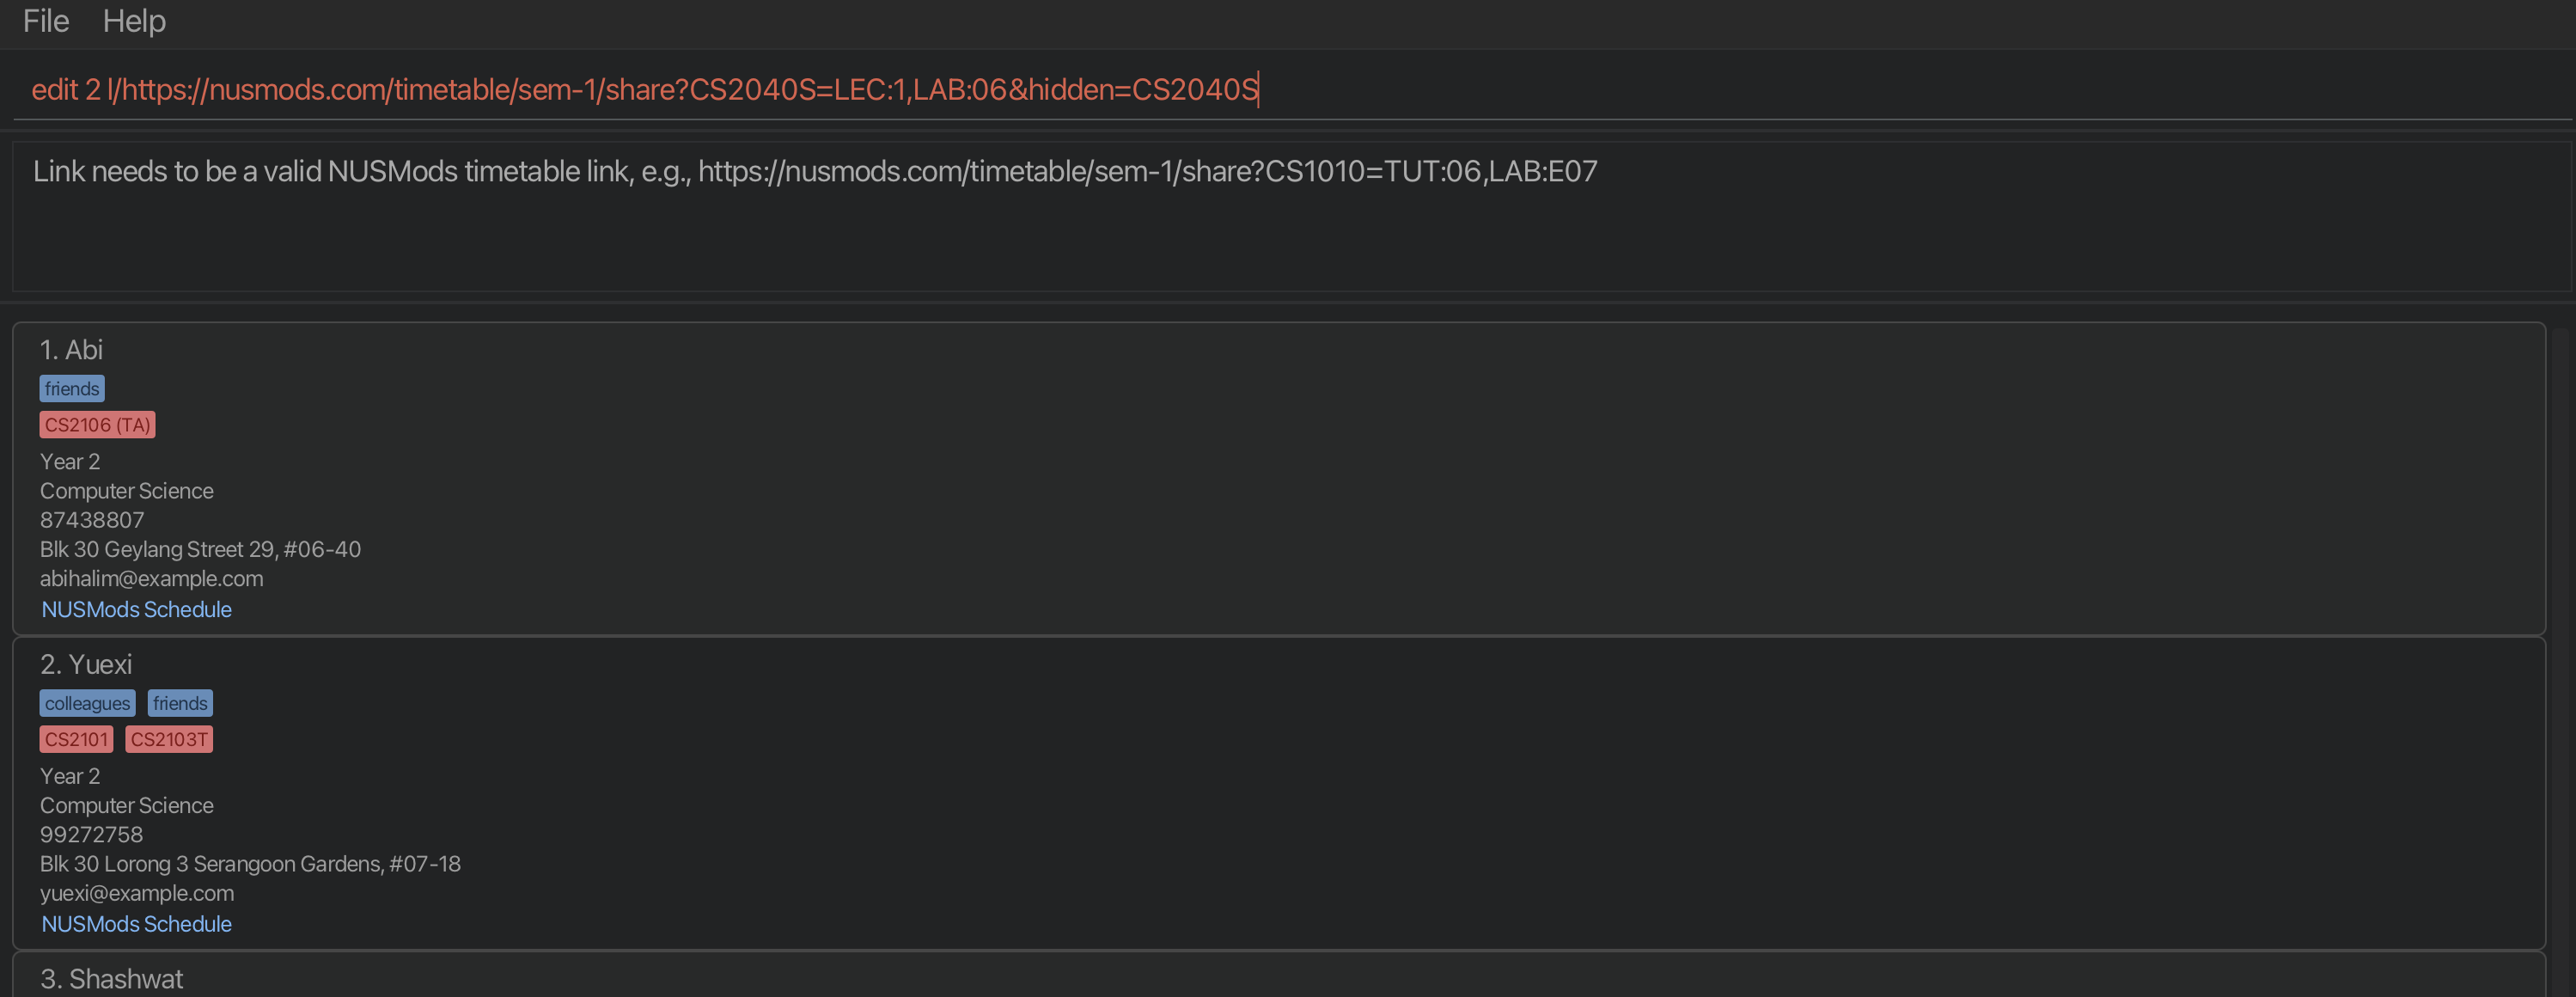 File Help
edit 2 l/https://nusmods.com/timetable/sem-1/share?CS2040S=LEC:1,LAB:06&hidden=CS2040S
Link needs to be a valid NUSMods timetable link, e.g., https://nusmods.com/timetable/sem-1/share?CS1010=TUT:06,LAB:E07
1. Abi
friends
CS2106 (TA)
Year 2
Computer Science
87438807
Blk 30 Geylang Street 29, #06-40
abihalim@example.com
NUSMods Schedule
2. Yuexi
colleagues friends
CS2101 CS2103T
Year 2
Computer Science
99272758
Blk 30 Lorong 3 Serangoon Gardens, #07-18
yuexi@example.com
NUSMods Schedule
3. Shashwat